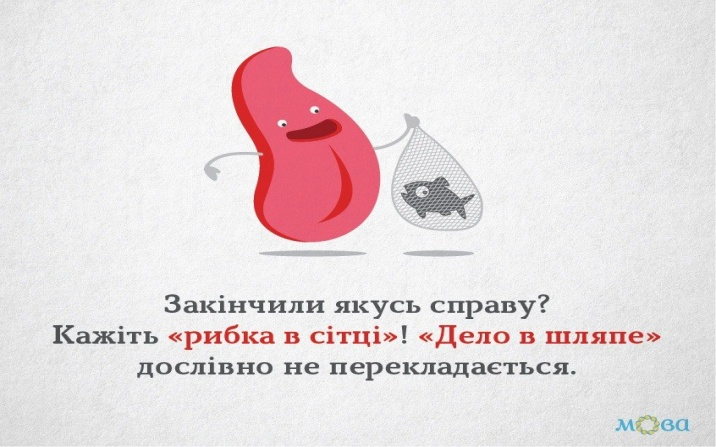 Закінчили якусь справу?
Кажіть «рибка в сітці»! «Дело в шляпе»
дослівно не перекладається.
мова